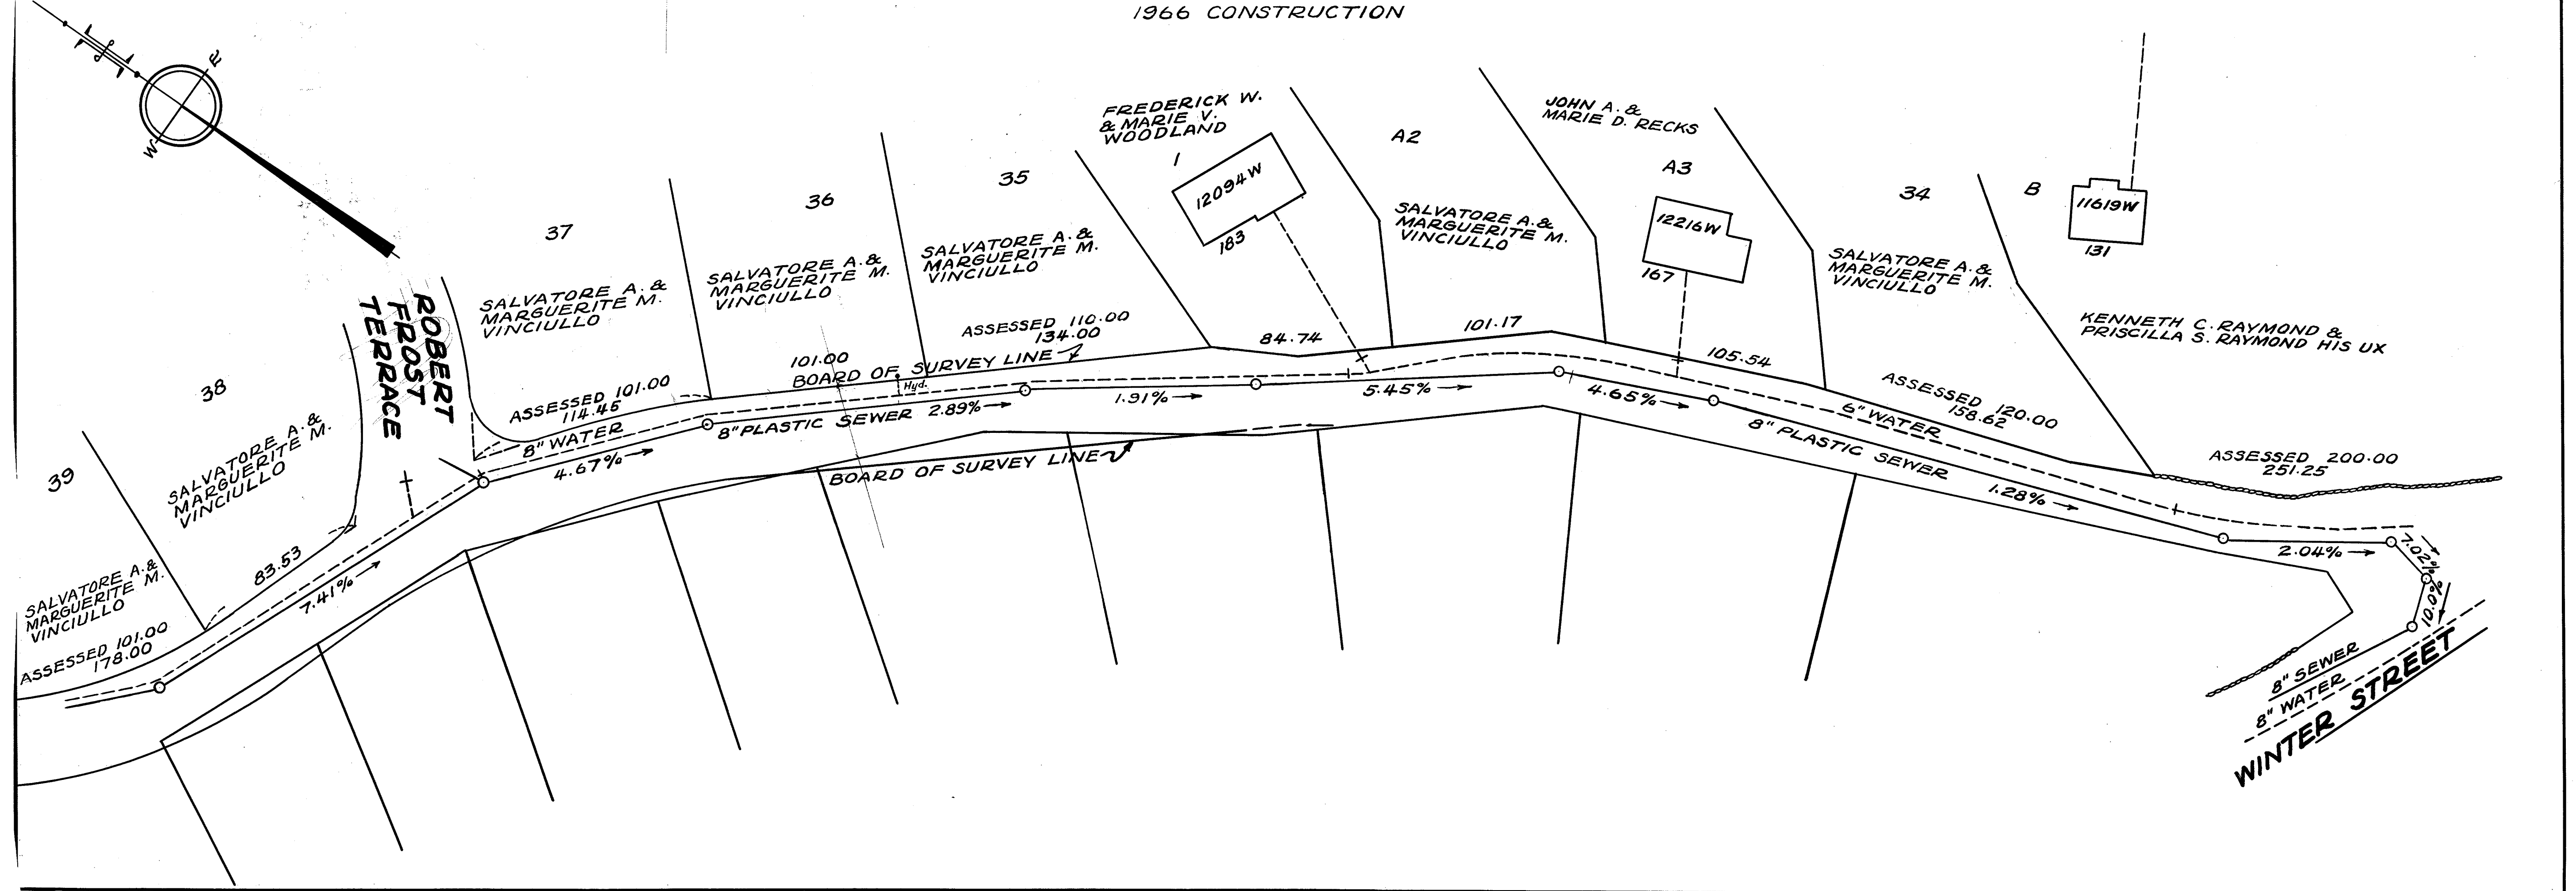 1966 CONSTRUCTION
E
W
39
SALVATORE A. &
MARGUERITE M.
VINCIULLO
ASSESSED 101.00
178.00
38
SALVATORE A. &
MARGUERITE M.
VINCIULLO
83.53
7.41%
ROBERT
FROST
TERRACE
37
SALVATORE A. &
MARGUERITE M.
VINCIULLO
ASSESSED 101.00
114.45
8" WATER
4.67%
36
SALVATORE A. &
MARGUERITE M.
VINCIULLO
101.00
BOARD OF SURVEY LINE
Hyd.
8" PLASTIC SEWER 2.89%
35
SALVATORE A. &
MARGUERITE M.
VINCIULLO
ASSESSED 110.00
134.00
1.91%
BOARD OF SURVEY LINE
FREDERICK W.
& MARIE V.
WOODLAND
1
12094W
183
84.74
A2
SALVATORE A. &
MARGUERITE M.
VINCIULLO
101.17
5.45%
JOHN A. &
MARIE D. RECKS
A3
12216W
167
105.54
4.65%
34
SALVATORE A. &
MARGUERITE M.
VINCIULLO
ASSESSED 120.00
158.62
6" WATER
8" PLASTIC SEWER
1.28%
B
11619W
131
KENNETH C. RAYMOND &
PRISCILLA S. RAYMOND HIS UX
ASSESSED 200.00
251.25
2.04%
7.02%
10.0%
8" SEWER
8" WATER
WINTER STREET